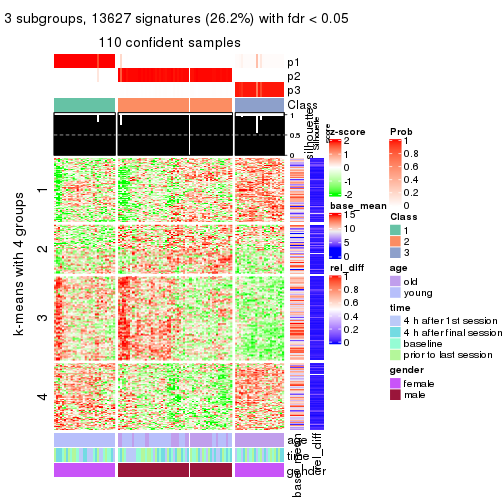 3 subgroups, 13627 signatures (26.2%) with fdr < 0.05
110 confident samples
p1
p2
p3
Class
silhouette
1
0.5
0
k-means with 4 groups
1
2
3
4
age
time
gender
base_mean
rel_diff
Silhouette
score
z-score
2
1
0
-1
-2
base_mean
15
10
5
0
rel_diff
1
0.8
0.6
0.4
0.2
0
Prob
1
0.8
0.6
0.4
0.2
0
Class
1
2
3
age
old
young
time
4 h after 1st session
4 h after final session
baseline
prior to last session
gender
female
male